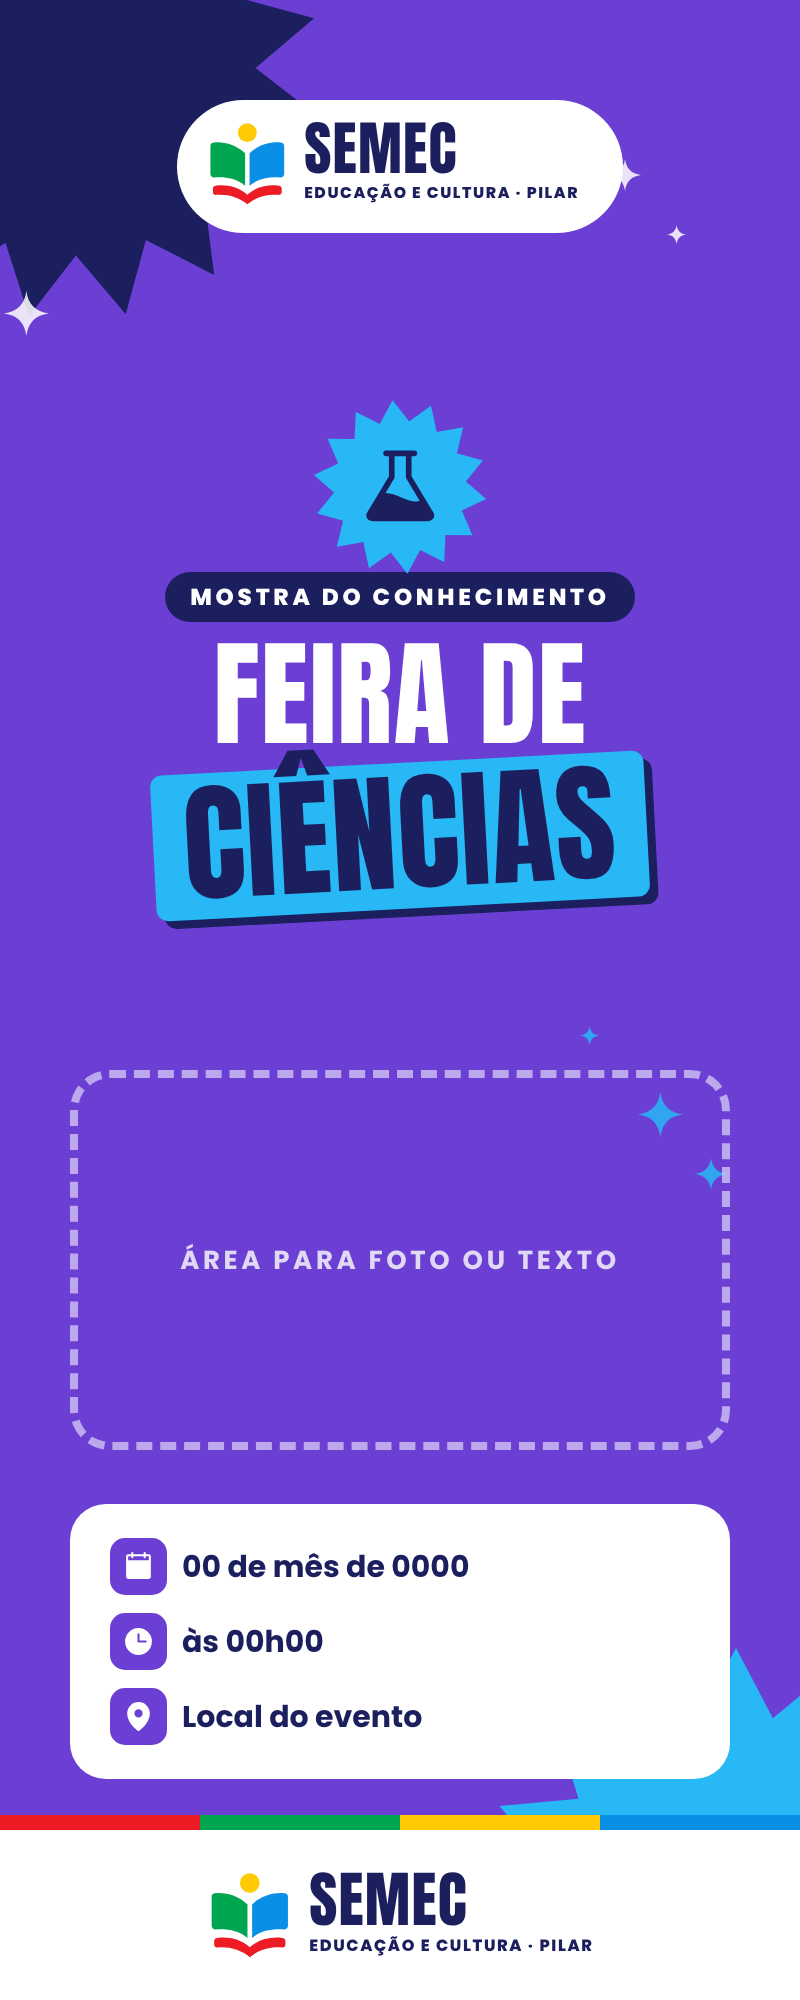 SEMEC
EDUCAÇÃO E CULTURA · PILAR
MOSTRA DO CONHECIMENTO
FEIRA DE
CIÊNCIAS
ÁREA PARA FOTO OU TEXTO
00 de mês de 0000
às 00h00
Local do evento
SEMEC
EDUCAÇÃO E CULTURA · PILAR